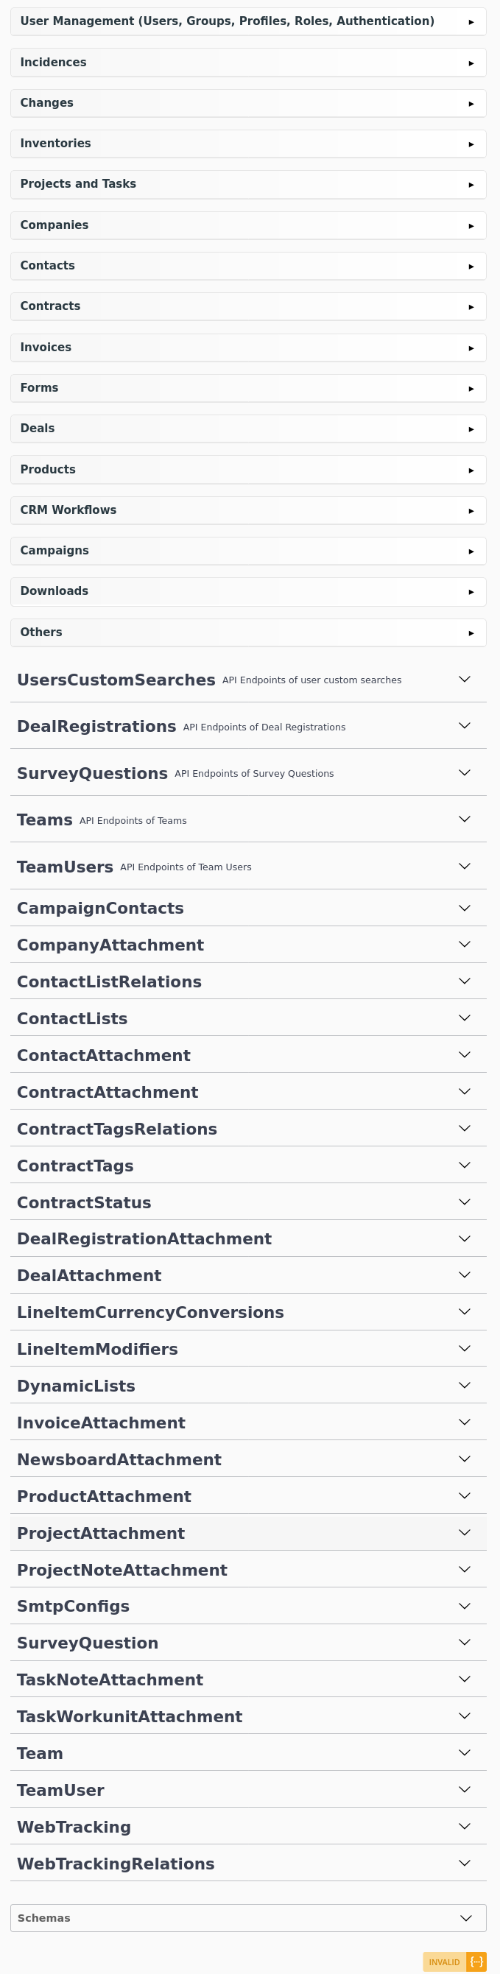 User Management (Users, Groups, Profiles, Roles, Authentication)
Incidences
Changes
Inventories
Projects and Tasks
Companies
Contacts
Contracts
Invoices
Forms
Deals
Products
CRM Workflows
Campaigns
Downloads
Others
UsersCustomSearches API Endpoints of user custom searches
DealRegistrations API Endpoints of Deal Registrations
SurveyQuestions API Endpoints of Survey Questions
Teams API Endpoints of Teams
TeamUsers API Endpoints of Team Users
CampaignContacts
CompanyAttachment
ContactListRelations
ContactLists
ContactAttachment
ContractAttachment
ContractTagsRelations
ContractTags
ContractStatus
DealRegistrationAttachment
DealAttachment
LineItemCurrencyConversions
LineItemModifiers
DynamicLists
InvoiceAttachment
NewsboardAttachment
ProductAttachment
ProjectAttachment
ProjectNoteAttachment
SmtpConfigs
SurveyQuestion
TaskNoteAttachment
TaskWorkunitAttachment
Team
TeamUser
WebTracking
WebTrackingRelations
Schemas
INVALID {··}